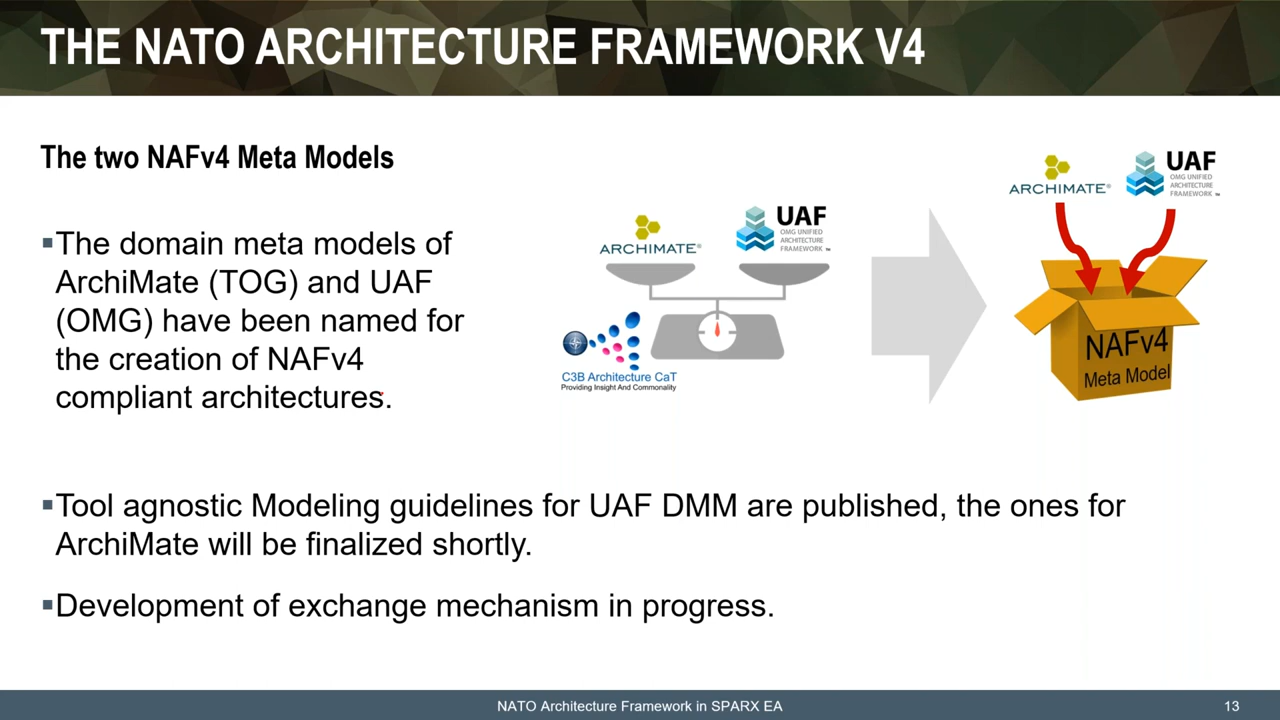 THE NATO ARCHITECTURE FRAMEWORK V4
The two NAFv4 Meta Models
▪The domain meta models of
ArchiMate (TOG) and UAF
(OMG) have been named for
the creation of NAFv4
compliant architectures.
ARCHIMATE®
UAF
OMG UNIFIED
ARCHITECTURE
FRAMEWORK ™
C3B Architecture CaT
Providing Insight And Commonality
ARCHIMATE®
UAF
OMG UNIFIED
ARCHITECTURE
FRAMEWORK ™
NAFv4
Meta Model
▪Tool agnostic Modeling guidelines for UAF DMM are published, the ones for
ArchiMate will be finalized shortly.
▪Development of exchange mechanism in progress.
NATO Architecture Framework in SPARX EA
13